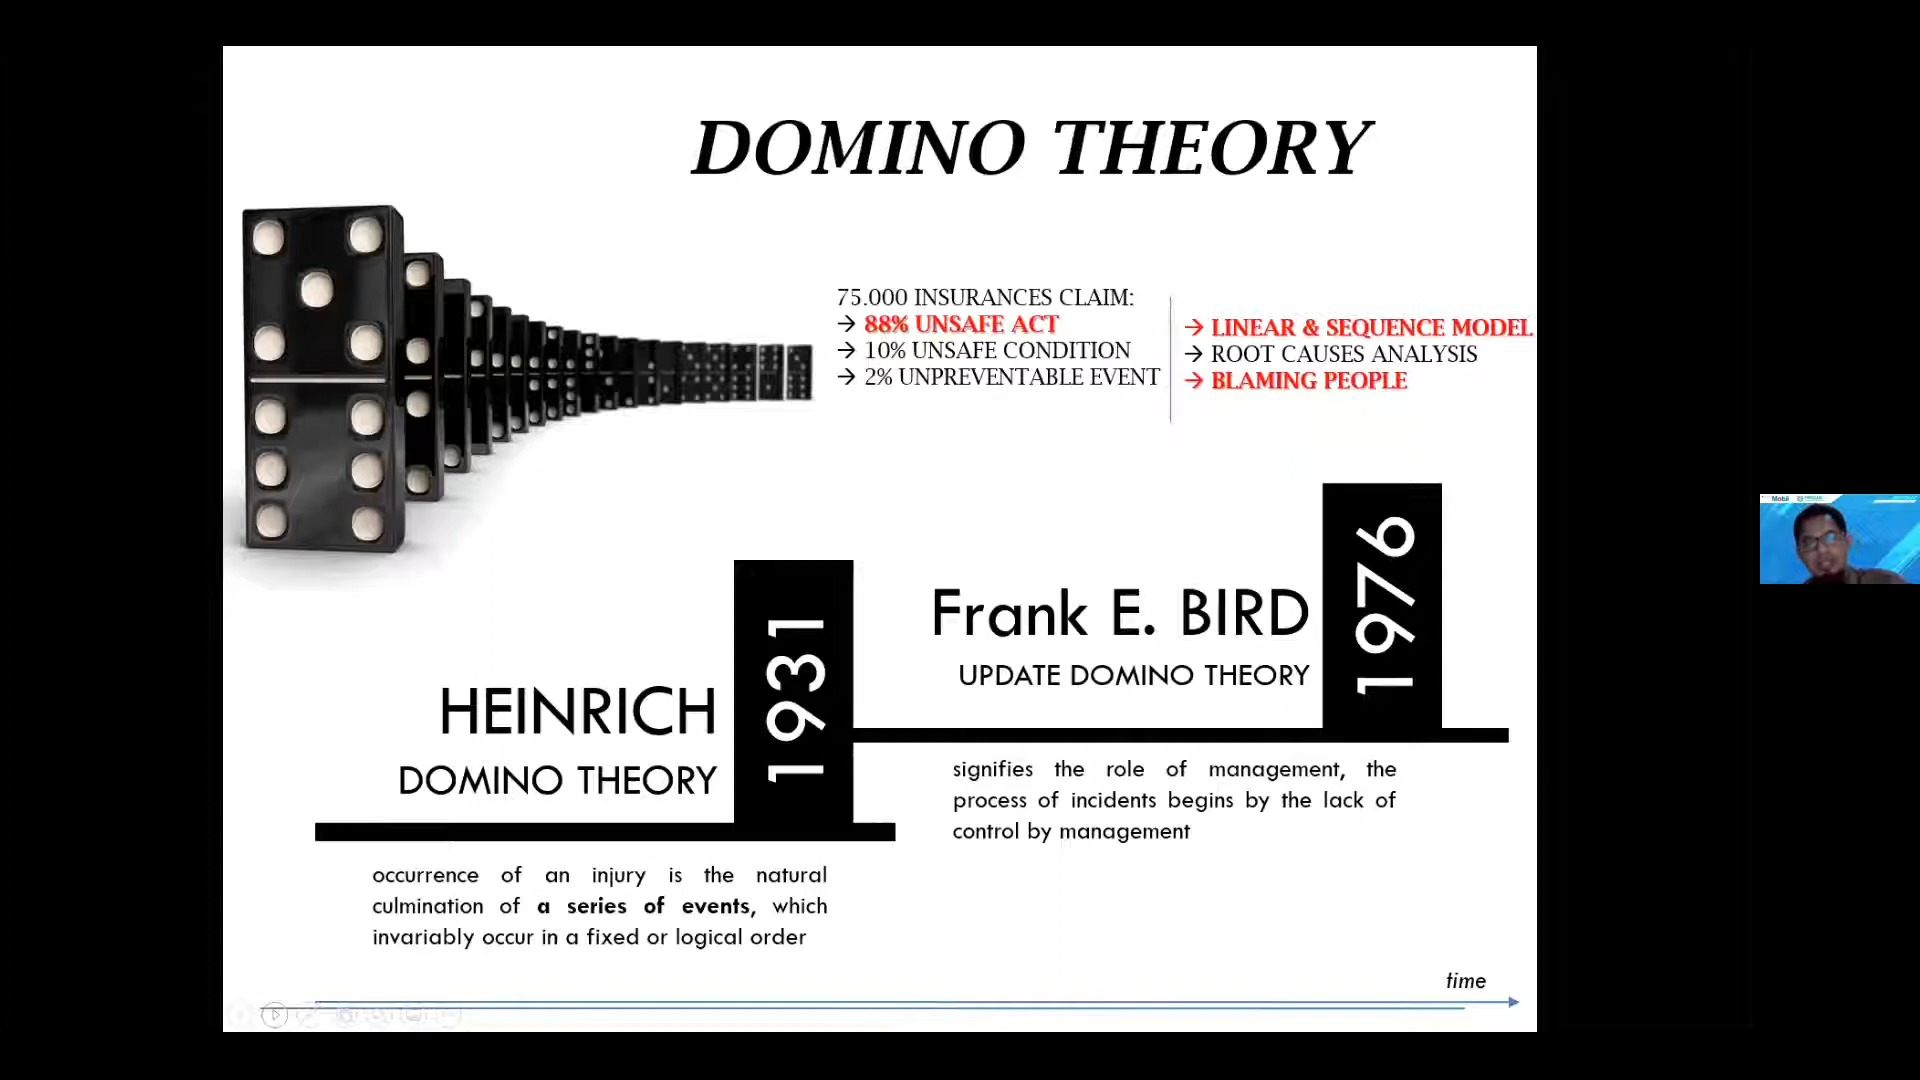 DOMINO THEORY
75.000 INSURANCES CLAIM:
→ 88% UNSAFE ACT
→ 10% UNSAFE CONDITION
→ 2% UNPREVENTABLE EVENT
→ LINEAR & SEQUENCE MODEL
→ ROOT CAUSES ANALYSIS
→ BLAMING PEOPLE
HEINRICH
DOMINO THEORY
1931
occurrence of an injury is the natural
culmination of a series of events, which
invariably occur in a fixed or logical order
Frank E. BIRD
UPDATE DOMINO THEORY
1976
signifies the role of management, the
process of incidents begins by the lack of
control by management
time
Mobil